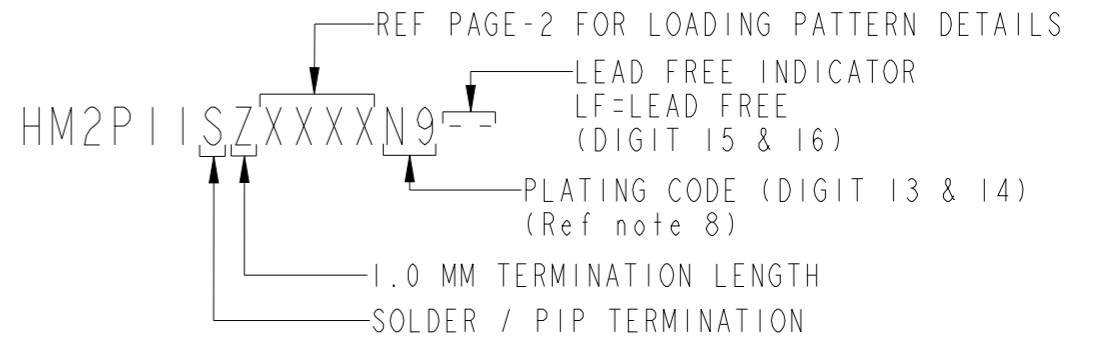 REF PAGE-2 FOR LOADING PATTERN DETAILS
LEAD FREE INDICATOR
LF=LEAD FREE
(DIGIT 15 & 16)
HM2P11SZXXXXN9--
PLATING CODE (DIGIT 13 & 14)
(Ref note 8)
1.0 MM TERMINATION LENGTH
SOLDER / PIP TERMINATION